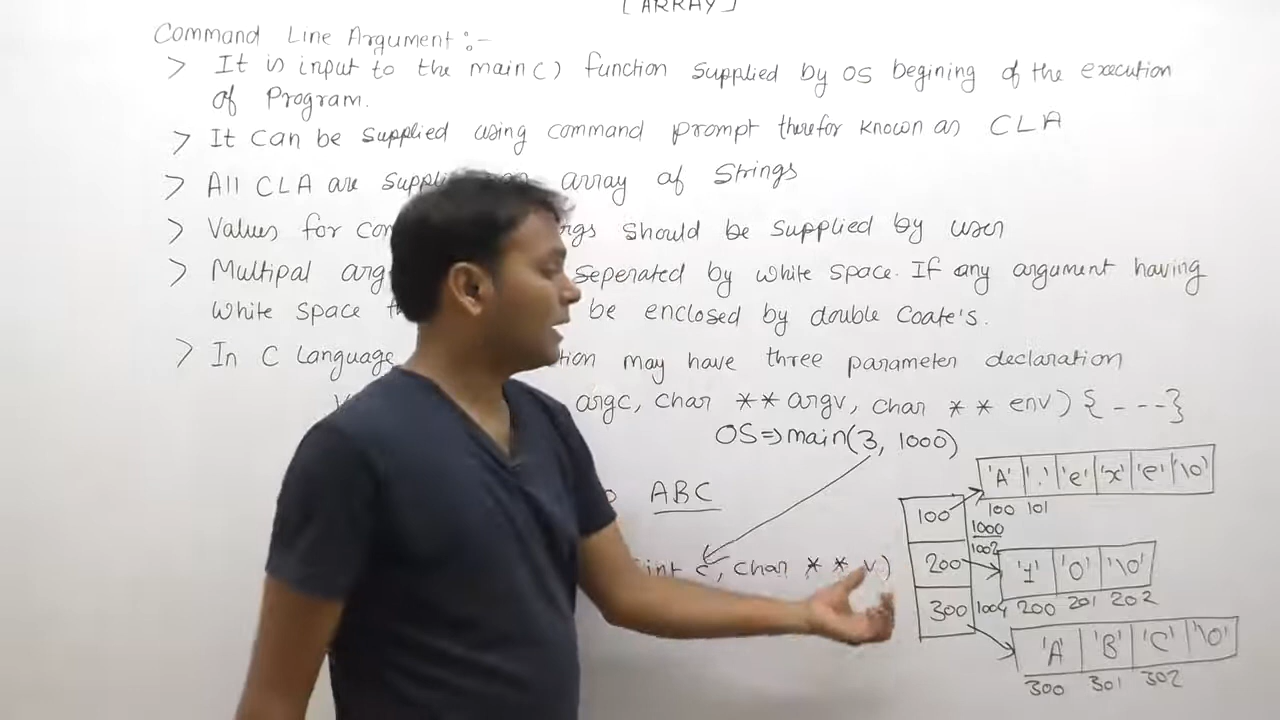 [ARRAY]
Command Line Argument :-
> It is input to the main() function supplied by OS begining of the execution
of Program.
> It can be supplied using command prompt therefor known as CLA
> All CLA are array of Strings
> Values for should be supplied by user
> Multipal seperated by white space. If any argument having
white space be enclosed by double Coate's.
> In C Language may have three parameter declaration
argc, char ** argv, char ** env) { ---- }
OS=>main(3, 1000)
ABC
(int c, char ** v)
100
200
300
1000
1002
1004
'A' '.' 'e' 'x' 'e' '\0'
100 101
'1' '0' '\0'
200 201 202
'A' 'B' 'C' '\0'
300 301 302